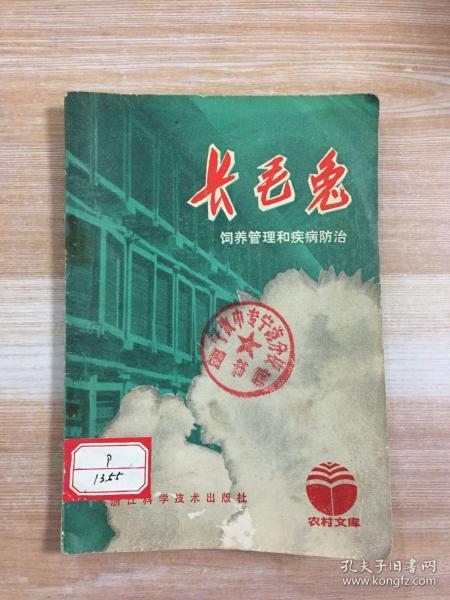 长毛兔
饲养管理和疾病防治
P
1355
浙江科学技术出版社
农村文库
孔夫子旧书网
www.kongfz.com